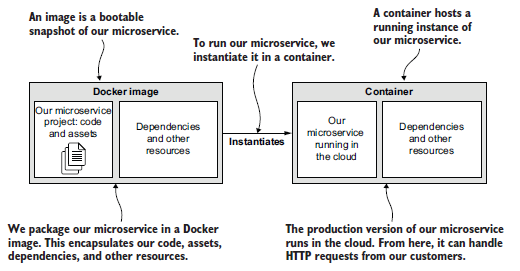 An image is a bootable
snapshot of our microservice.
To run our microservice, we
instantiate it in a container.
A container hosts a
running instance of
our microservice.
Docker image
Our microservice
project: code
and assets
Dependencies
and other
resources
Instantiates
Container
Our
microservice
running in
the cloud
Dependencies
and other
resources
We package our microservice in a Docker
image. This encapsulates our code, assets,
dependencies, and other resources.
The production version of our microservice
runs in the cloud. From here, it can handle
HTTP requests from our customers.